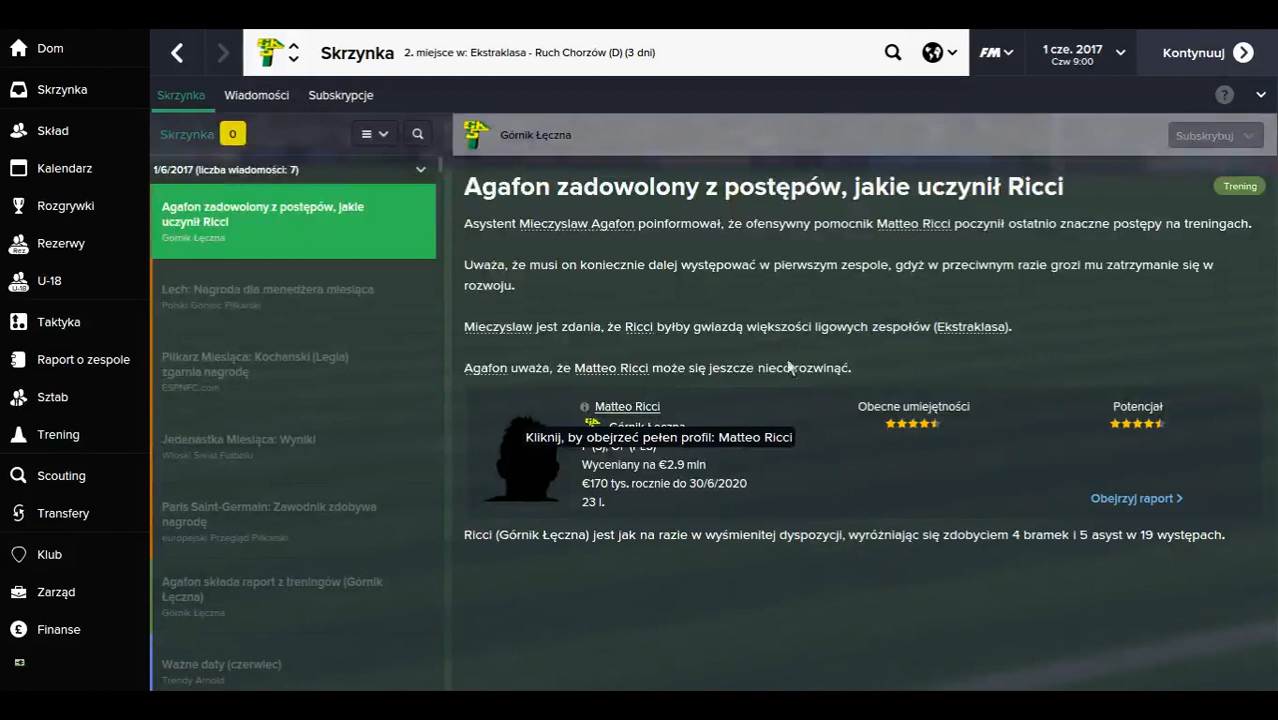 Dom
Skrzynka
Skład
Kalendarz
Rozgrywki
Rez
Rezerwy
U-18
U-18
Taktyka
Raport o zespole
Sztab
Trening
Scouting
Transfery
Klub
Zarząd
Finanse
Skrzynka
2. miejsce w: Ekstraklasa - Ruch Chorzów (D) (3 dni)
FM
1 cze. 2017
Czw 9:00
Kontynuuj
Skrzynka Wiadomości Subskrypcje
?
Skrzynka 0
1/6/2017 (liczba wiadomości: 7)
Agafon zadowolony z postępów, jakie
uczynił Ricci
Górnik Łęczna
Lech: Nagroda dla menedżera miesiąca
Polski Goniec Piłkarski
Piłkarz Miesiąca: Kochanski (Legia)
zgarnia nagrodę
ESPNFC.com
Jedenastka Miesiąca: Wyniki
Włoski Świat Futbolu
Paris Saint-Germain: Zawodnik zdobywa
nagrodę
europejski Przegląd Piłkarski
Agafon składa raport z treningów (Górnik
Łęczna)
Górnik Łęczna
Ważne daty (czerwiec)
Trendy Arnold
Górnik Łęczna
Subskrybuj
Agafon zadowolony z postępów, jakie uczynił Ricci
Trening
Asystent Mieczyslaw Agafon poinformował, że ofensywny pomocnik Matteo Ricci poczynił ostatnio znaczne postępy na treningach.
Uważa, że musi on koniecznie dalej występować w pierwszym zespole, gdyż w przeciwnym razie grozi mu zatrzymanie się w
rozwoju.
Mieczyslaw jest zdania, że Ricci byłby gwiazdą większości ligowych zespołów (Ekstraklasa).
Agafon uważa, że Matteo Ricci może się jeszcze nieco rozwinąć.
Matteo Ricci
Górnik Łęczna
Kliknij, by obejrzeć pełen profil: Matteo Ricci
Wyceniany na €2.9 mln
€170 tys. rocznie do 30/6/2020
23 l.
Obecne umiejętności
Potencjał
Obejrzyj raport
Ricci (Górnik Łęczna) jest jak na razie w wyśmienitej dyspozycji, wyróżniając się zdobyciem 4 bramek i 5 asyst w 19 występach.